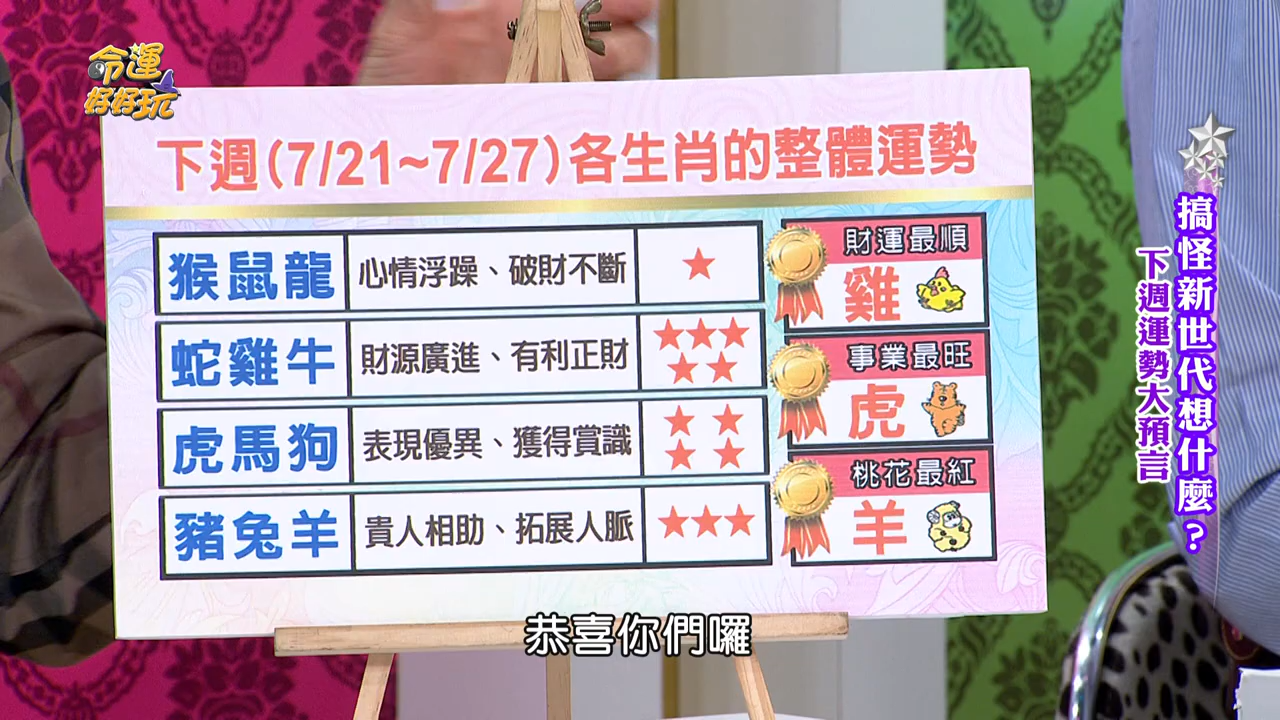 命運
好好玩
下週(7/21~7/27)各生肖的整體運勢
猴鼠龍 心情浮躁、破財不斷 ★
蛇雞牛 財源廣進、有利正財 ★★★★★
虎馬狗 表現優異、獲得賞識 ★★★★
豬兔羊 貴人相助、拓展人脈 ★★★
財運最順
雞
事業最旺
虎
桃花最紅
羊
搞怪新世代想什麼?
下週運勢大預言
恭喜你們囉